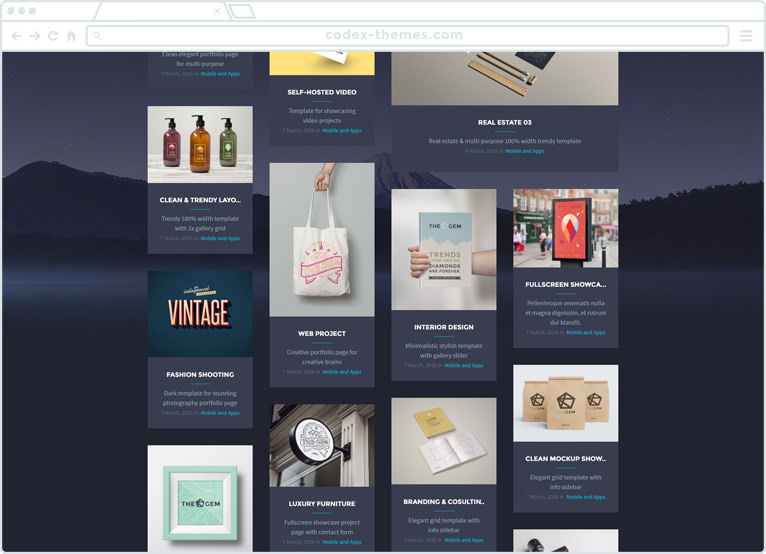 codex-themes.com
Clean elegant portfolio page
for multi-purpose
7 March, 2016 in Mobile and Apps
CLEAN & TRENDY LAYO...
Trendy 100% width template
with 2x gallery grid
7 March, 2016 in Mobile and Apps
VINTAGE
FASHION SHOOTING
Dark template for stunning
photography portfolio page
7 March, 2016 in Mobile and Apps
THE GEM
SELF-HOSTED VIDEO
Template for showcasing
video projects
7 March, 2016 in Mobile and Apps
WEB PROJECT
Creative portfolio page for
creative brains
7 March, 2016 in Mobile and Apps
THE GEM
LUXURY FURNITURE
Fullscreen showcase project
page with contact form
7 March, 2016 in Mobile and Apps
REAL ESTATE 03
Real estate & multi-purpose 100% width trendy template
9 March, 2016 in Mobile and Apps
THE GEM
TRENDS
COME AND GO.
DIAMONDS
ARE FOREVER.
INTERIOR DESIGN
Minimalistic stylish template
with gallery slider
7 March, 2016 in Mobile and Apps
BRANDING & COSULTIN..
Elegant grid template with
info sidebar
7 March, 2016 in Mobile and Apps
FULLSCREEN SHOWCA...
Pellentesque venenatis nulla
et magna dignissim, et rutrum
dui blandit.
7 March, 2016 in Mobile and Apps
THE GEM
THE GEM
THE GEM
CLEAN MOCKUP SHOW..
Elegant grid template with
info sidebar
7 March, 2016 in Mobile and Apps